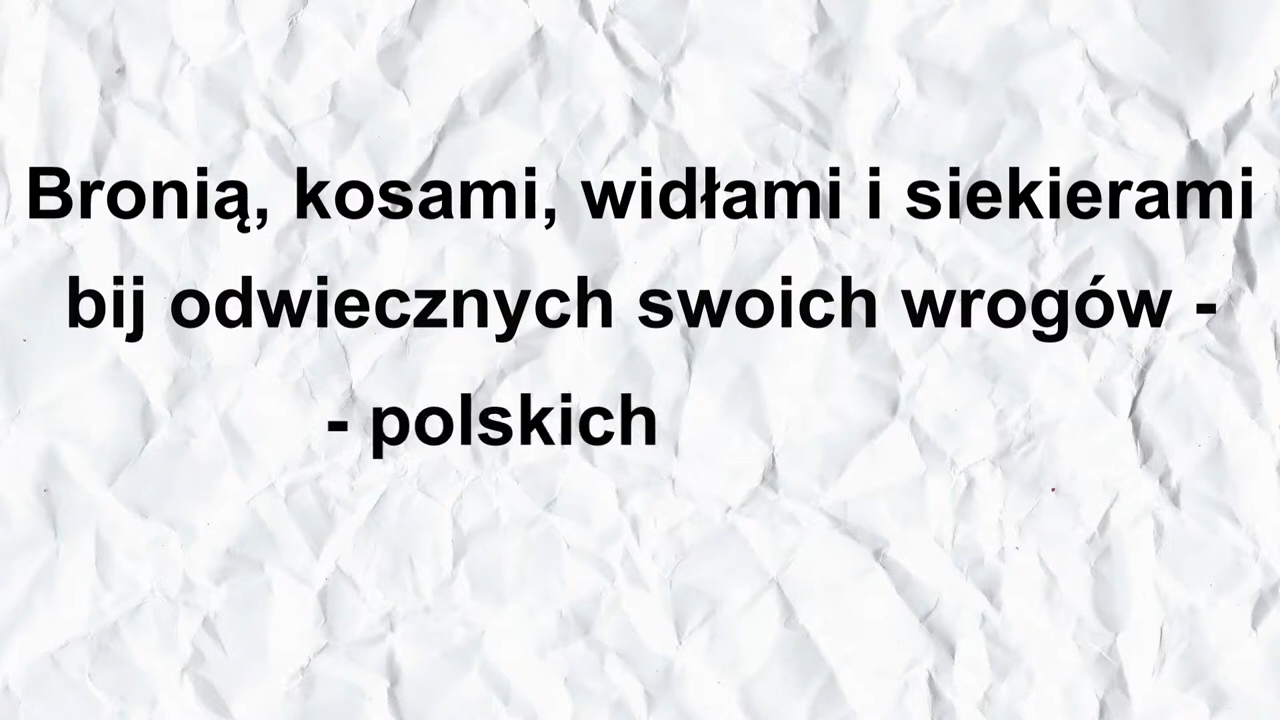 Bronią, kosami, widłami i siekierami
bij odwiecznych swoich wrogów -
- polskich